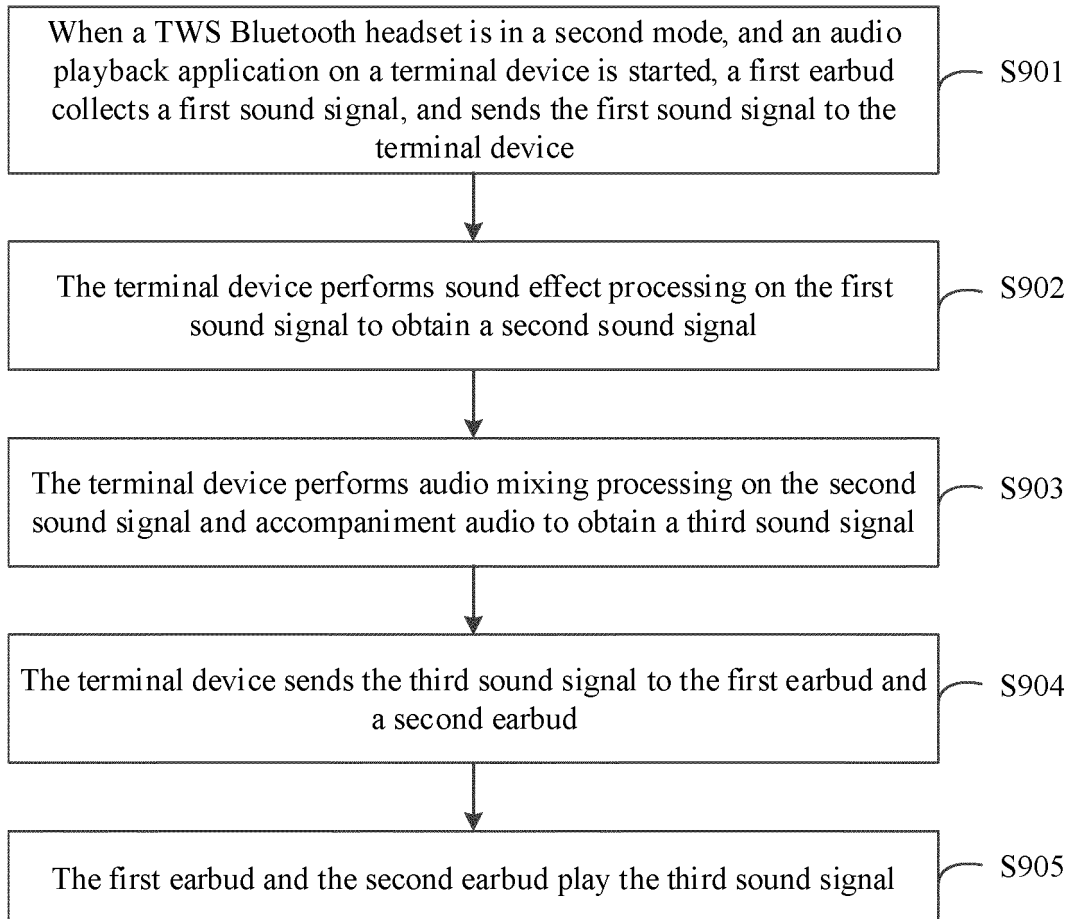 When a TWS Bluetooth headset is in a second mode, and an audio
playback application on a terminal device is started, a first earbud
collects a first sound signal, and sends the first sound signal to the
terminal device
S901
The terminal device performs sound effect processing on the first
sound signal to obtain a second sound signal
S902
The terminal device performs audio mixing processing on the second
sound signal and accompaniment audio to obtain a third sound signal
S903
The terminal device sends the third sound signal to the first earbud and
a second earbud
S904
The first earbud and the second earbud play the third sound signal
S905